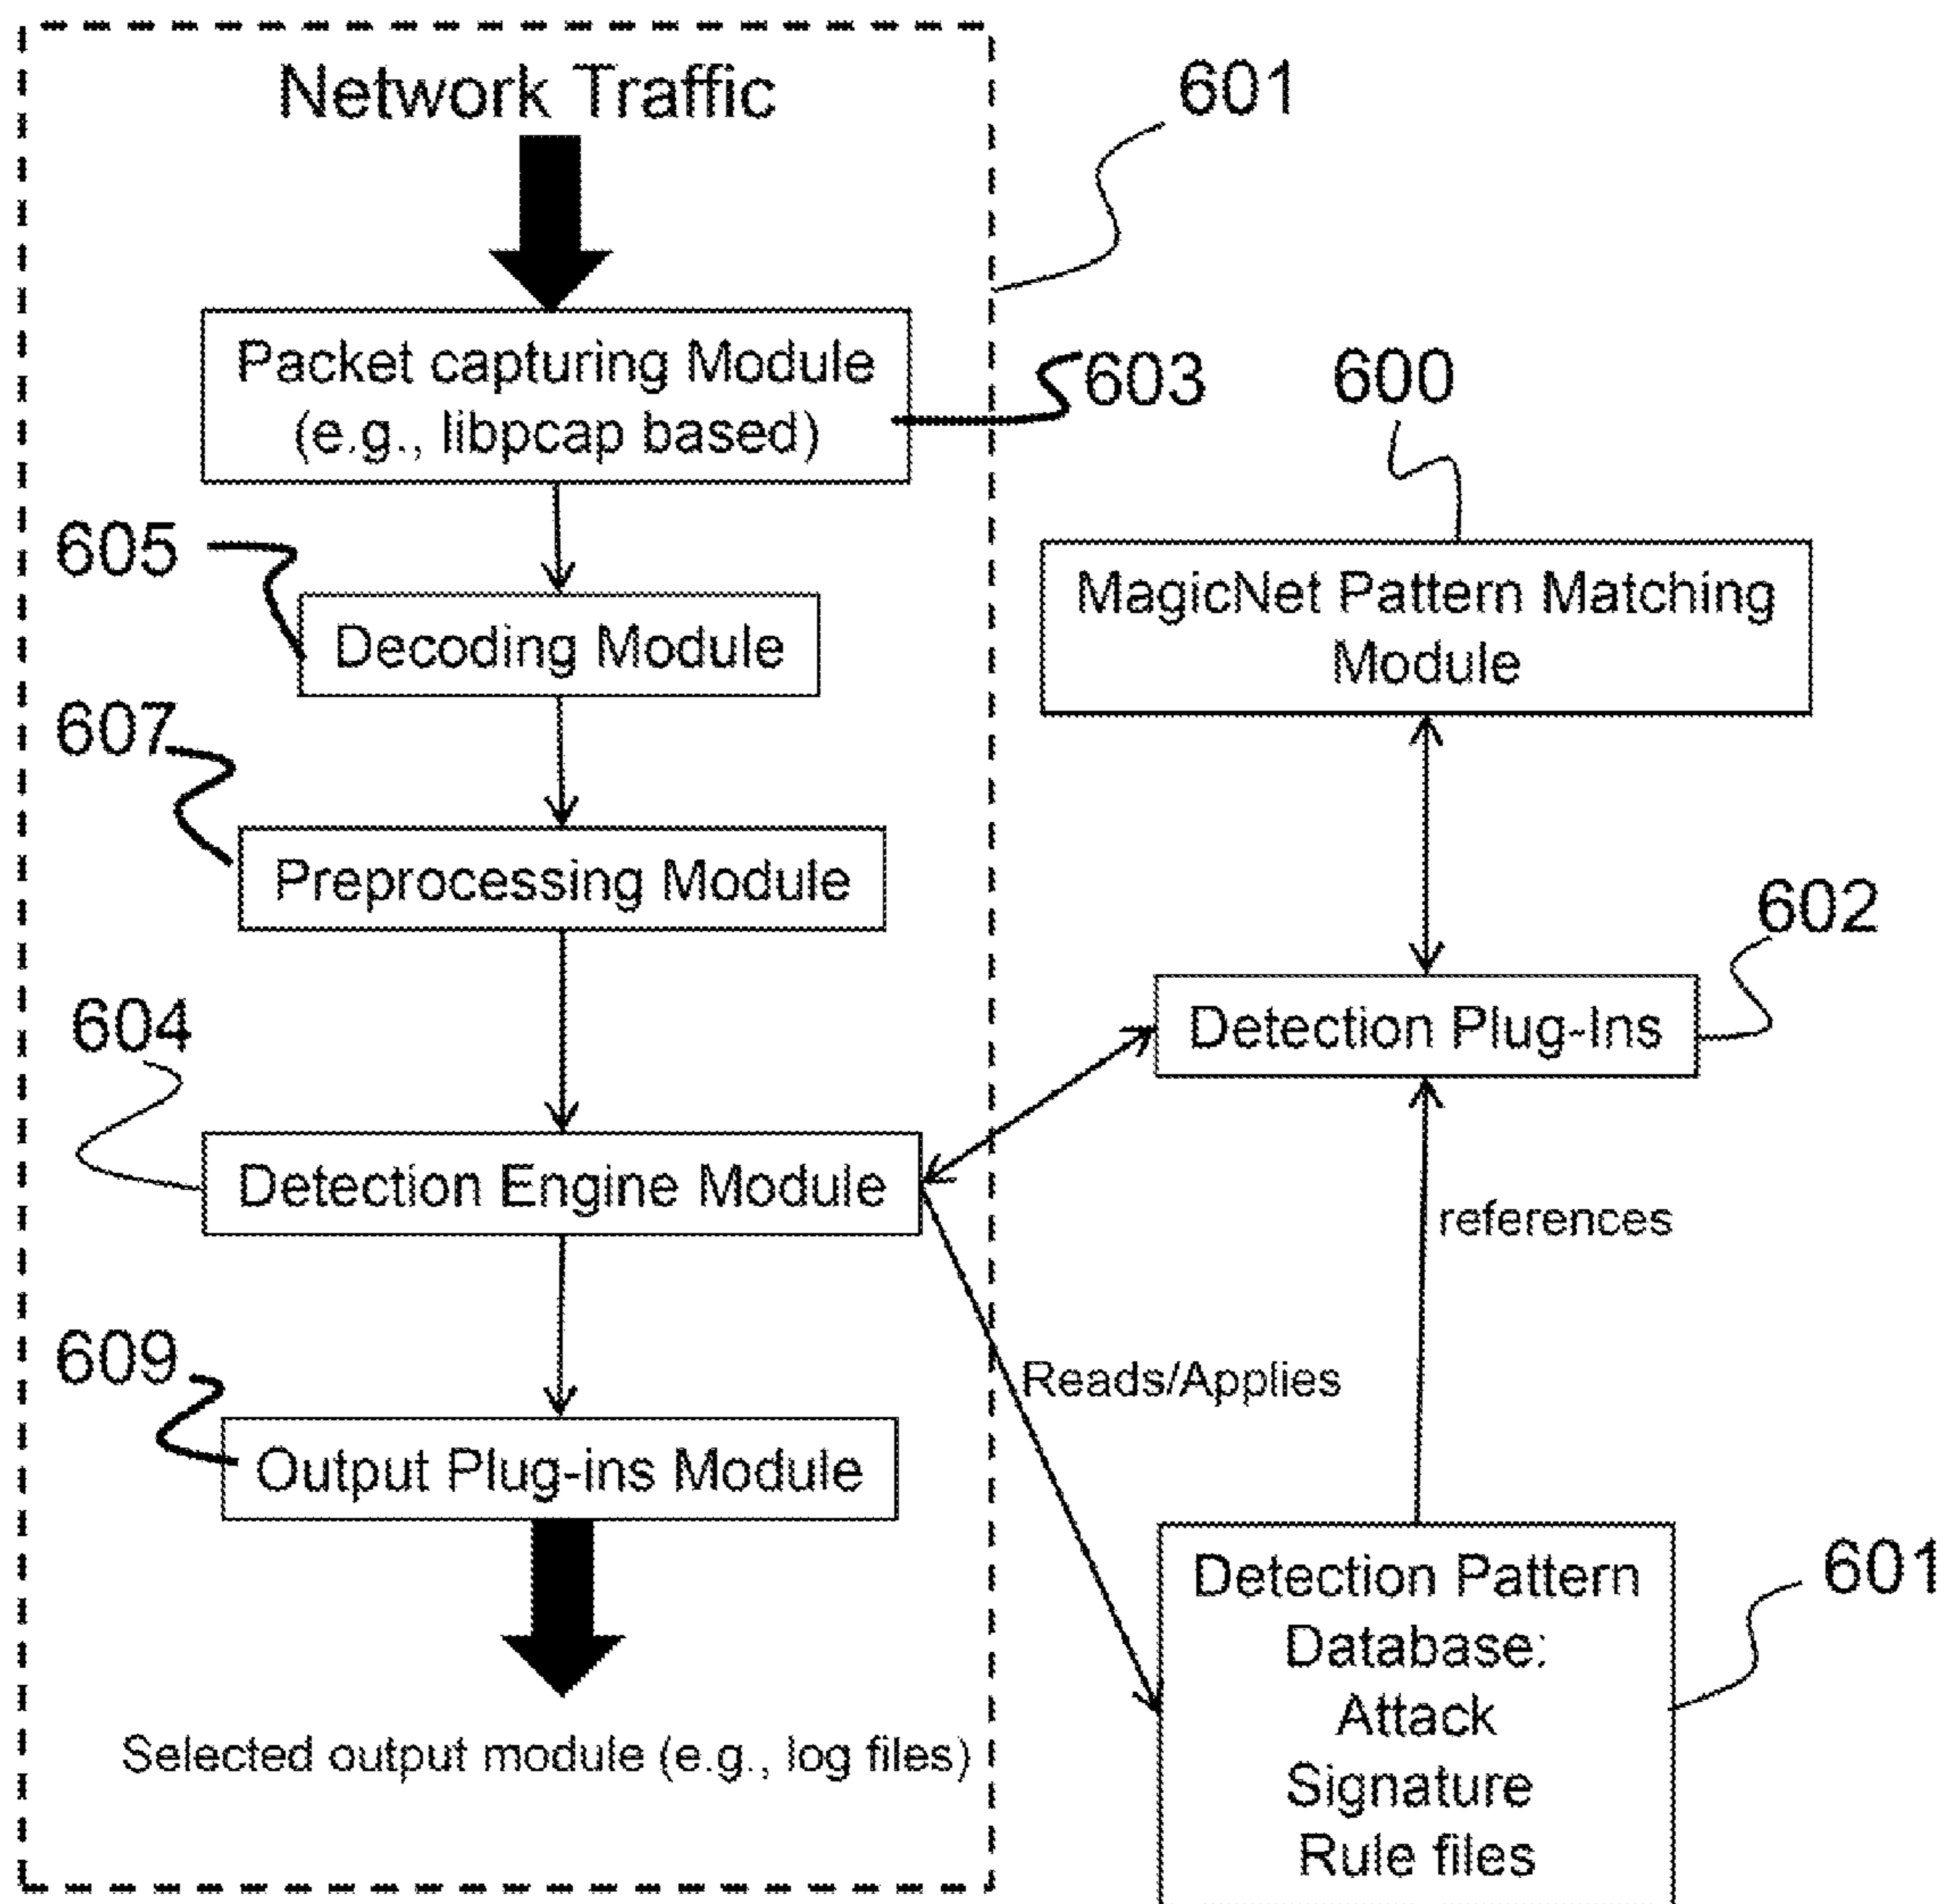 Network Traffic
601
Packet capturing Module
(e.g., libpcap based)
603
600
605
Decoding Module
MagicNet Pattern Matching
Module
607
Preprocessing Module
602
604
Detection Plug-Ins
Detection Engine Module
references
609
Reads/Applies
Output Plug-ins Module
Detection Pattern
Database:
Attack
Signature
Rule files
601
Selected output module (e.g., log files)